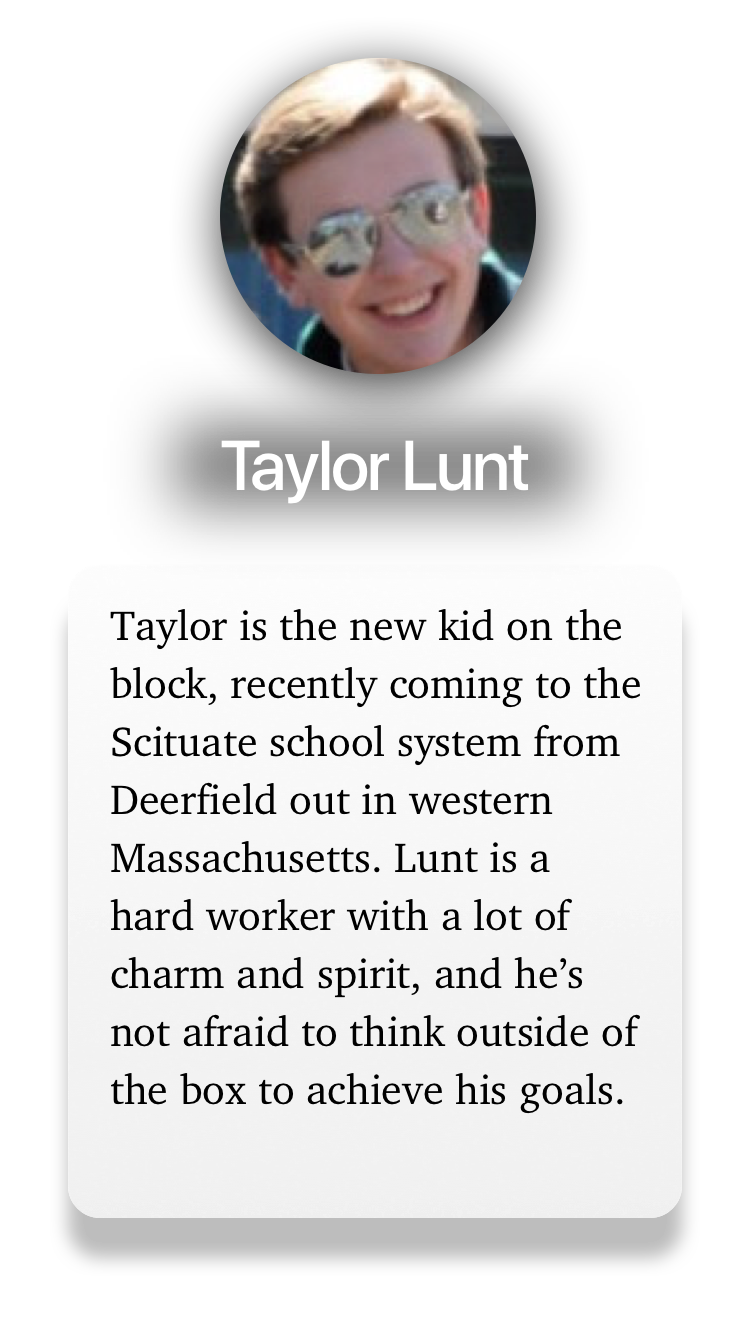 Taylor Lunt
Taylor is the new kid on the
block, recently coming to the
Scituate school system from
Deerfield out in western
Massachusetts. Lunt is a
hard worker with a lot of
charm and spirit, and he’s
not afraid to think outside of
the box to achieve his goals.